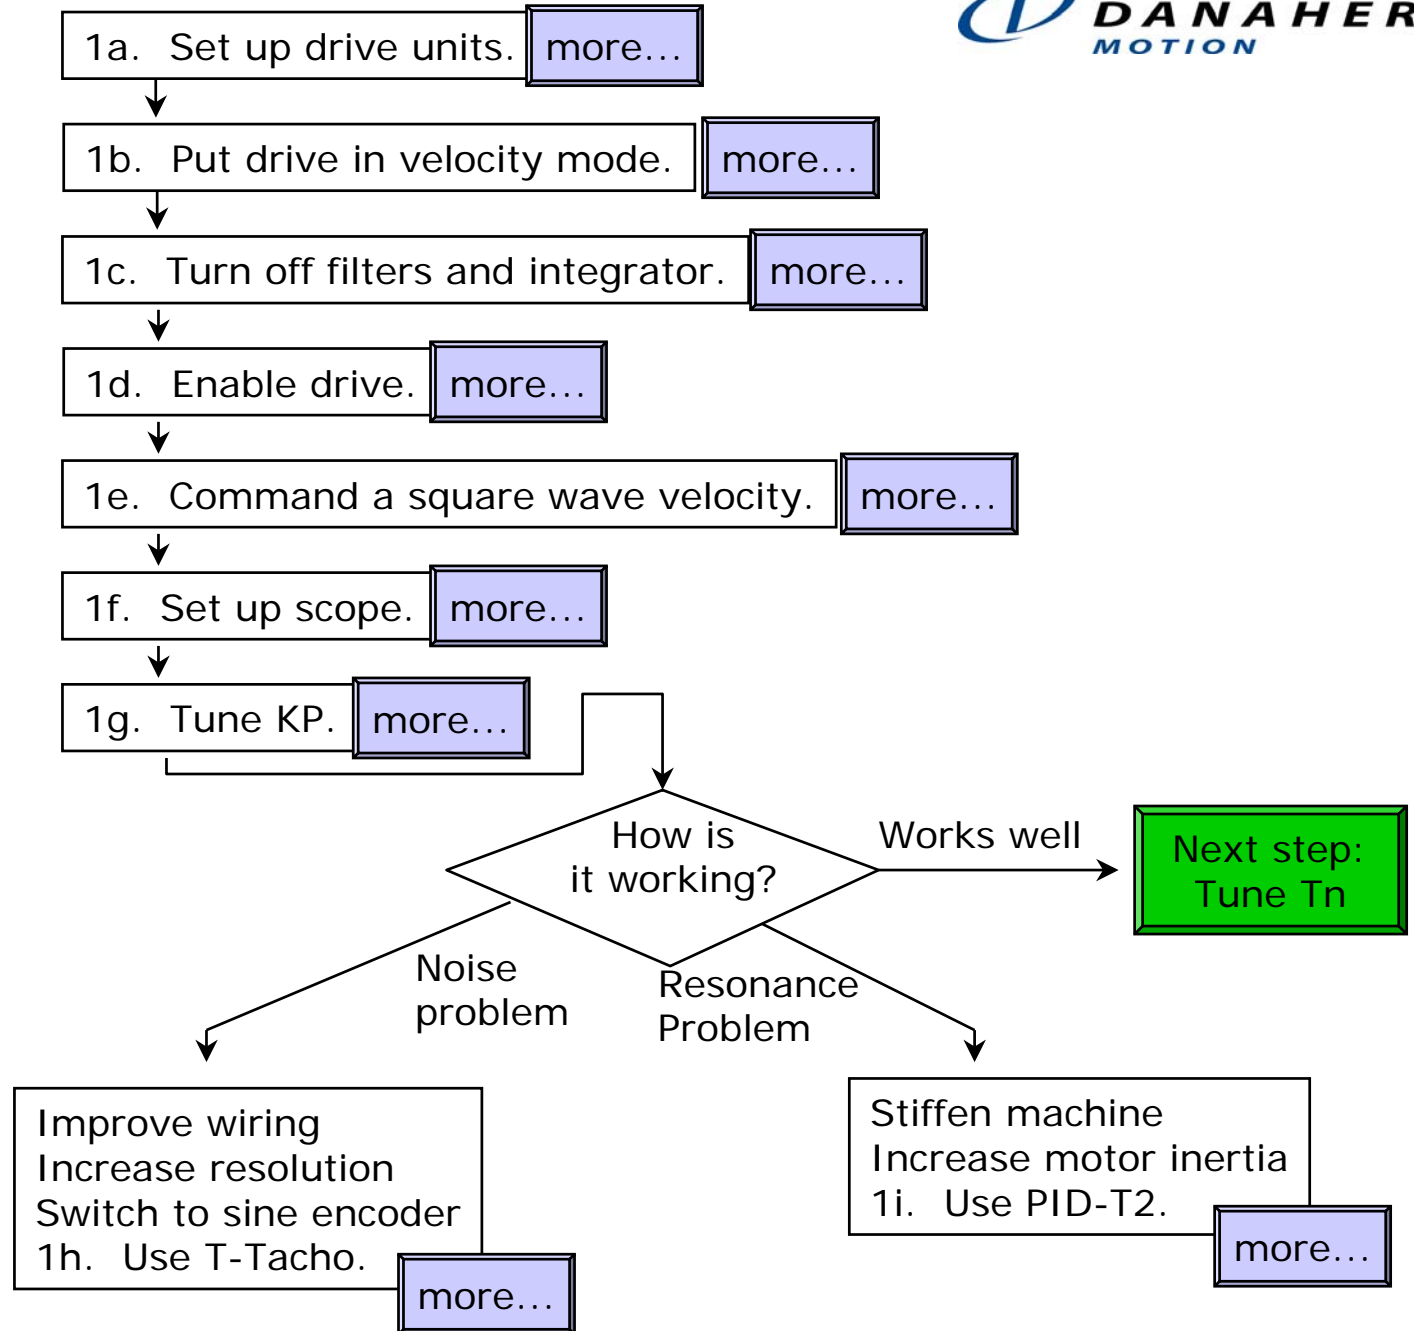 DANAHER
MOTION
1a. Set up drive units. more...
1b. Put drive in velocity mode. more...
1c. Turn off filters and integrator. more...
1d. Enable drive. more...
1e. Command a square wave velocity. more...
1f. Set up scope. more...
1g. Tune KP. more...
How is
it working?
Works well
Next step:
Tune Tn
Noise
problem
Resonance
Problem
Improve wiring
Increase resolution
Switch to sine encoder
1h. Use T-Tacho.
more...
Stiffen machine
Increase motor inertia
1i. Use PID-T2.
more...